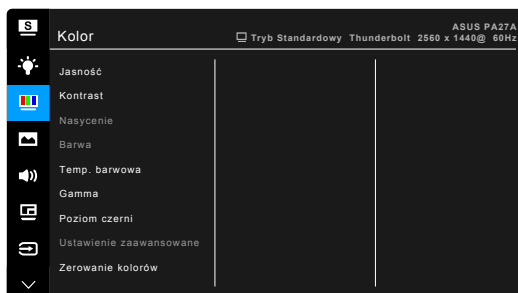 S
ASUS PA27A
Kolor
Tryb Standardowy Thunderbolt 2560 x 1440@ 60Hz
Jasność
Kontrast
Nasycenie
Barwa
Temp. barwowa
Gamma
Poziom czerni
Ustawienie zaawansowane
Zerowanie kolorów